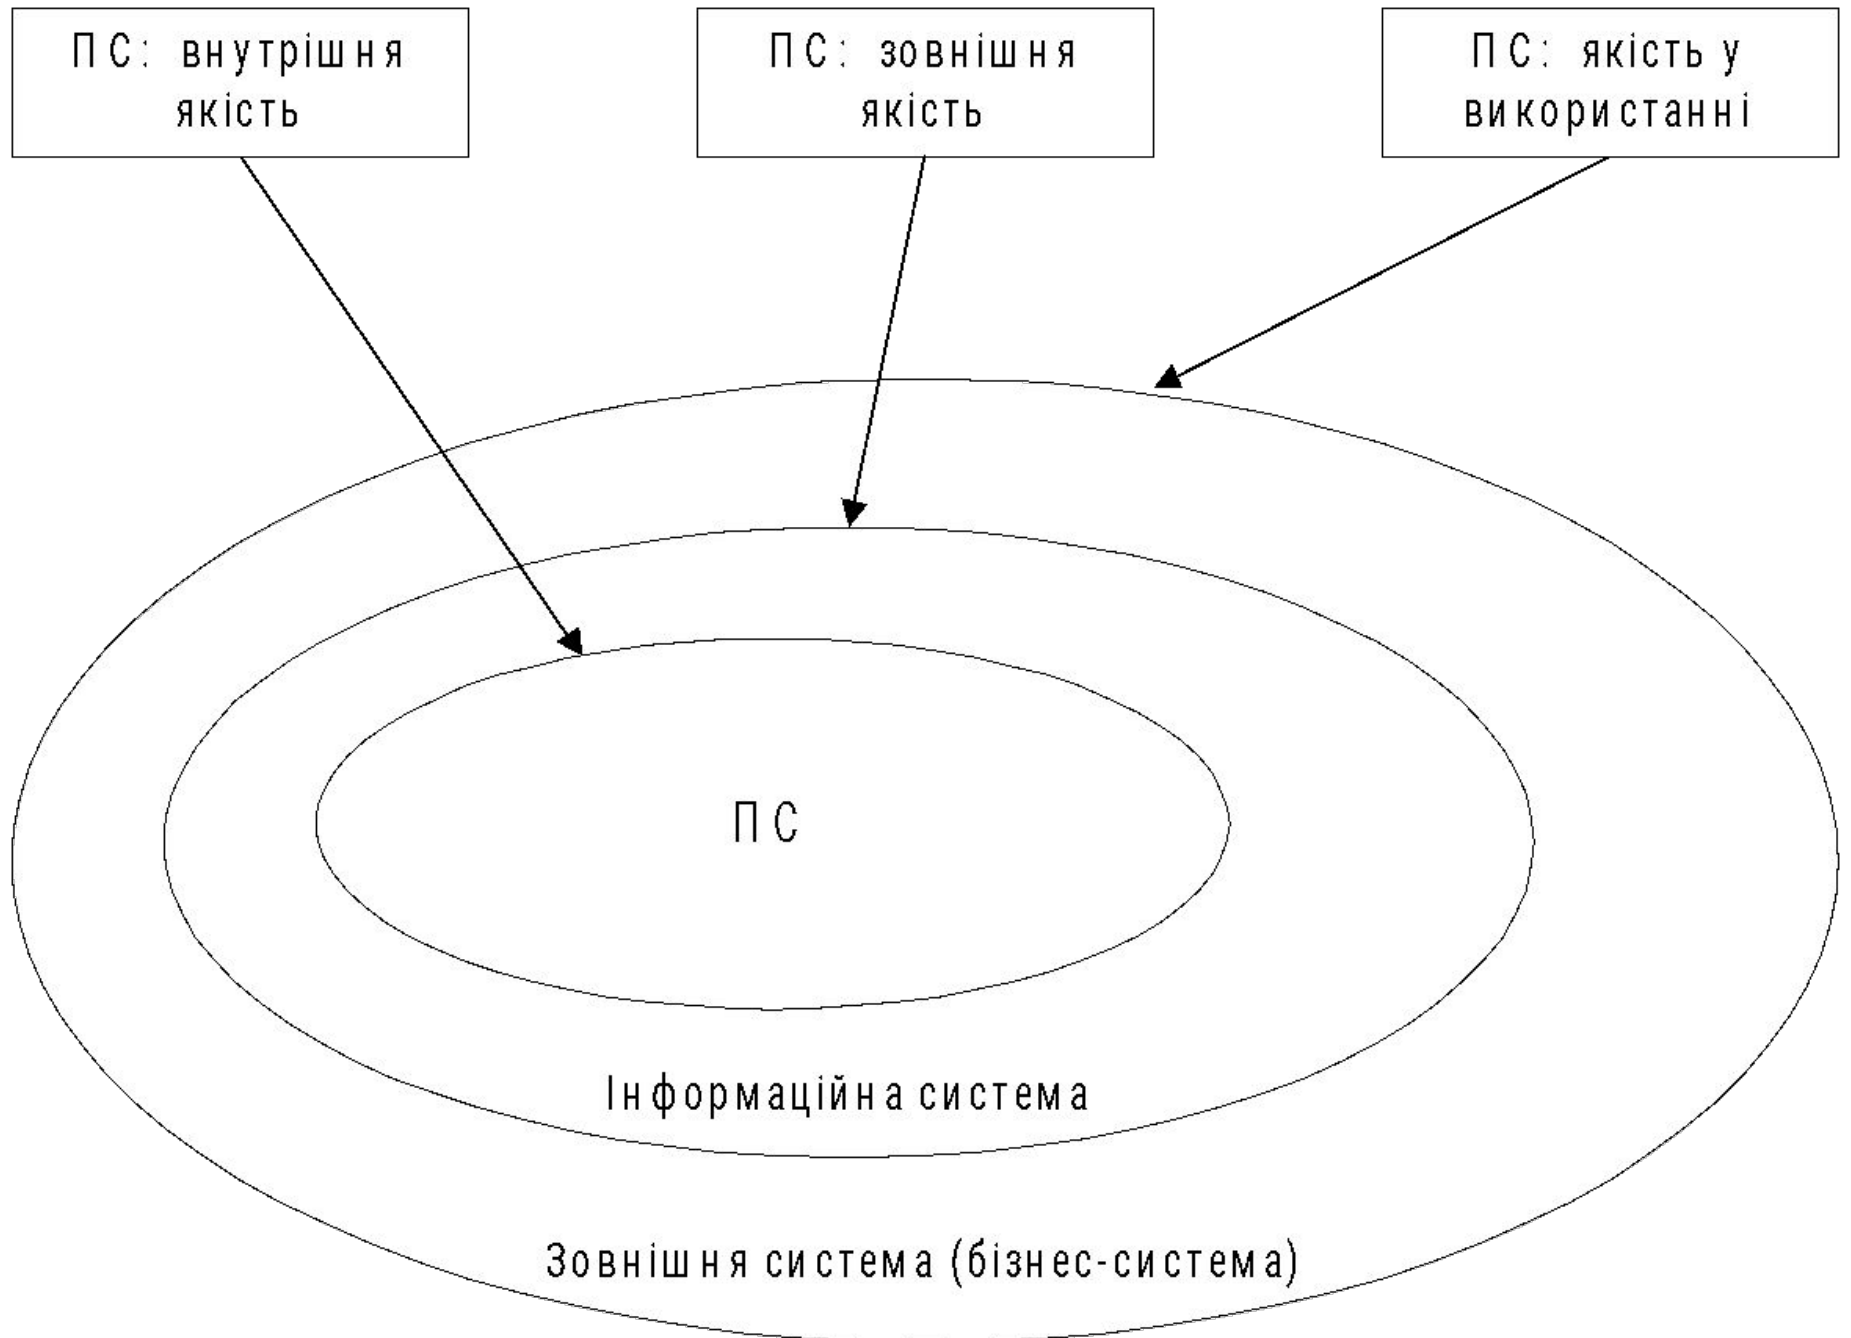 ПС: внутрішня
якість
ПС: зовнішня
якість
ПС: якість у
використанні
ПС
Інформаційна система
Зовнішня система (бізнес-система)